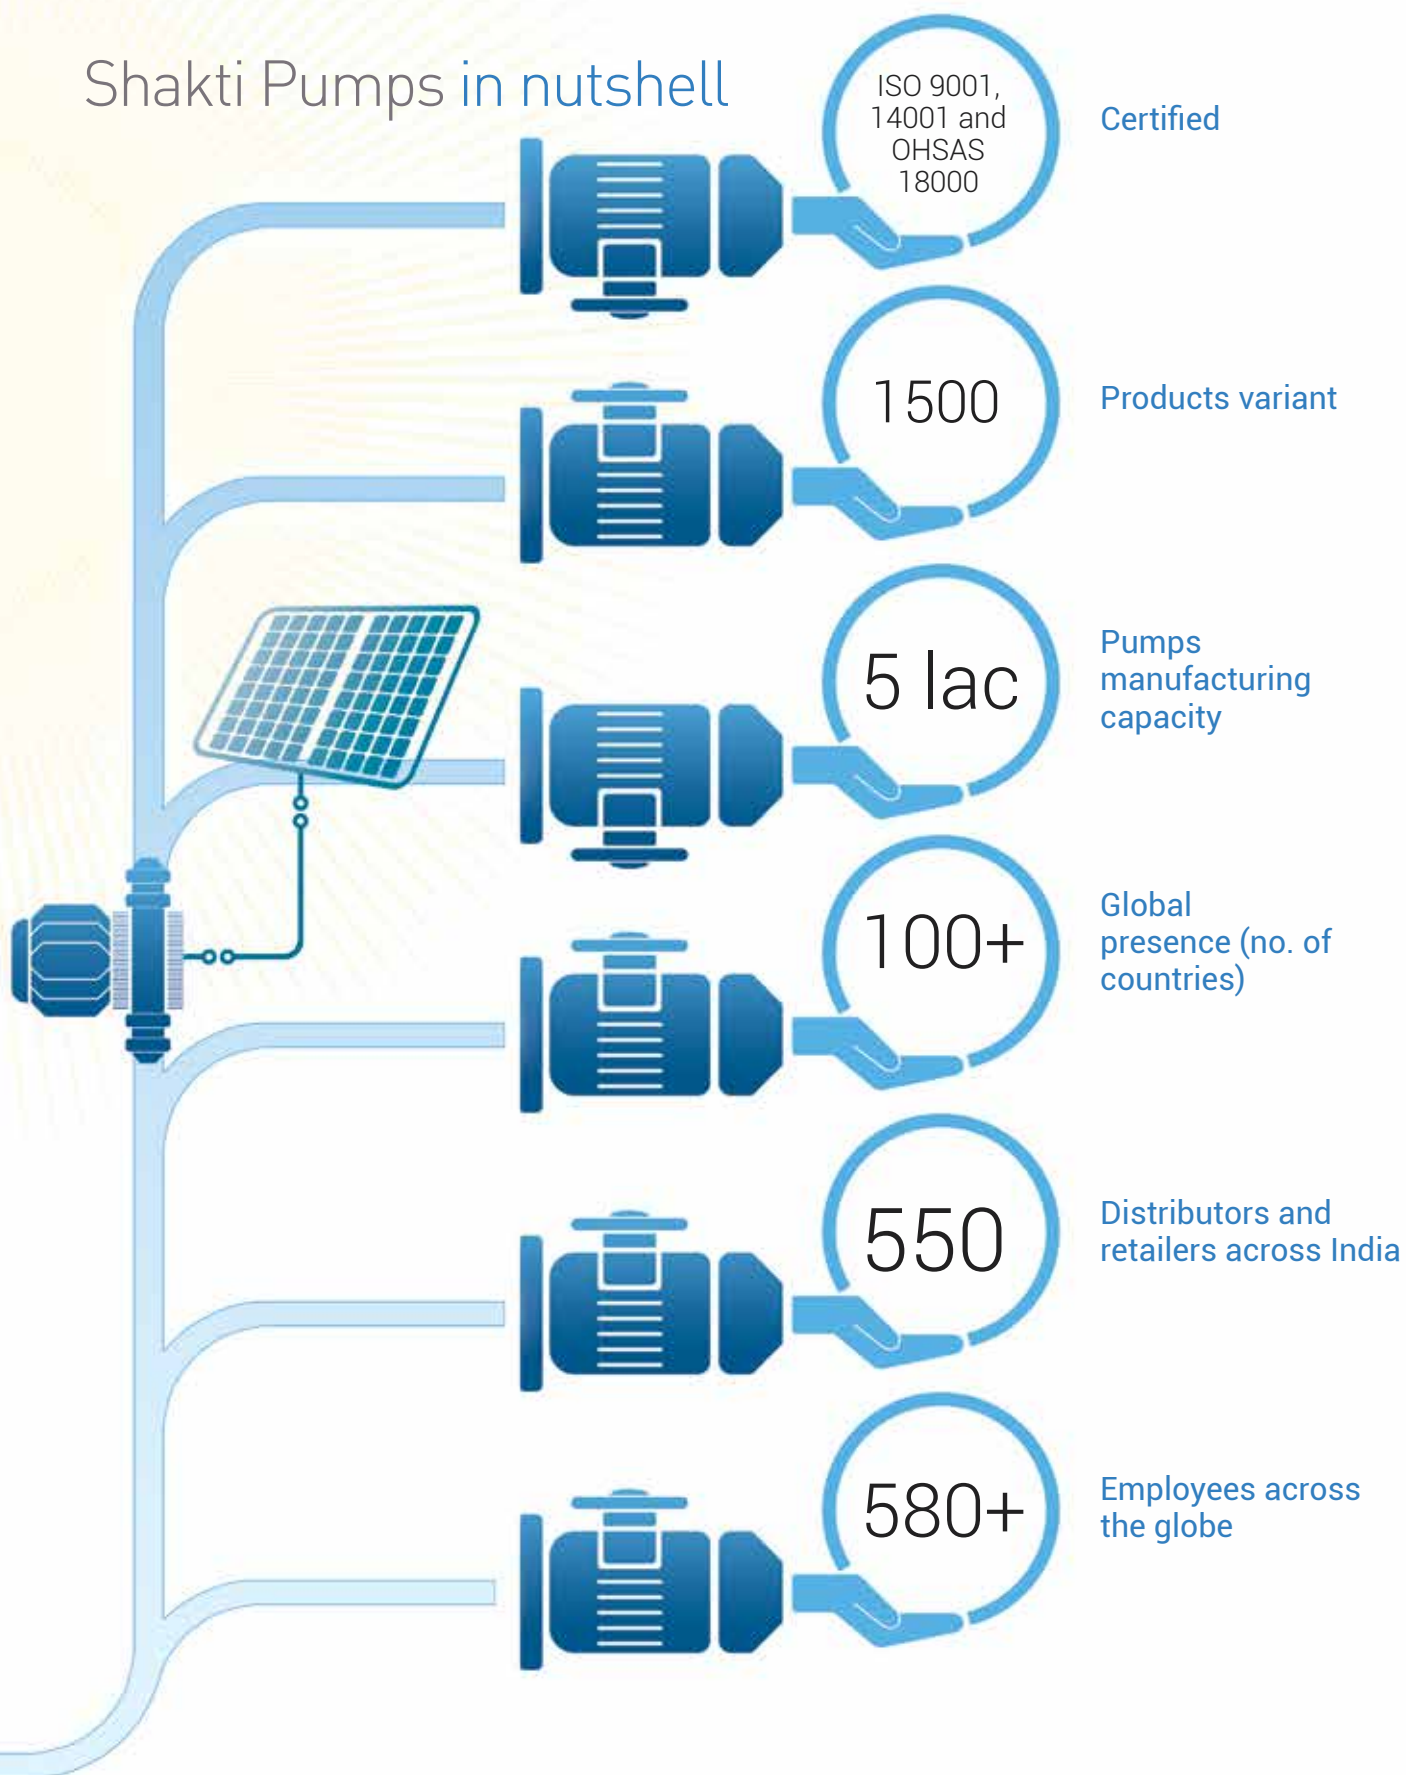 Shakti Pumps in nutshell
ISO 9001,
14001 and
OHSAS
18000
Certified
1500
Products variant
5 lac
Pumps
manufacturing
capacity
100+
Global
presence (no. of
countries)
550
Distributors and
retailers across India
580+
Employees across
the globe